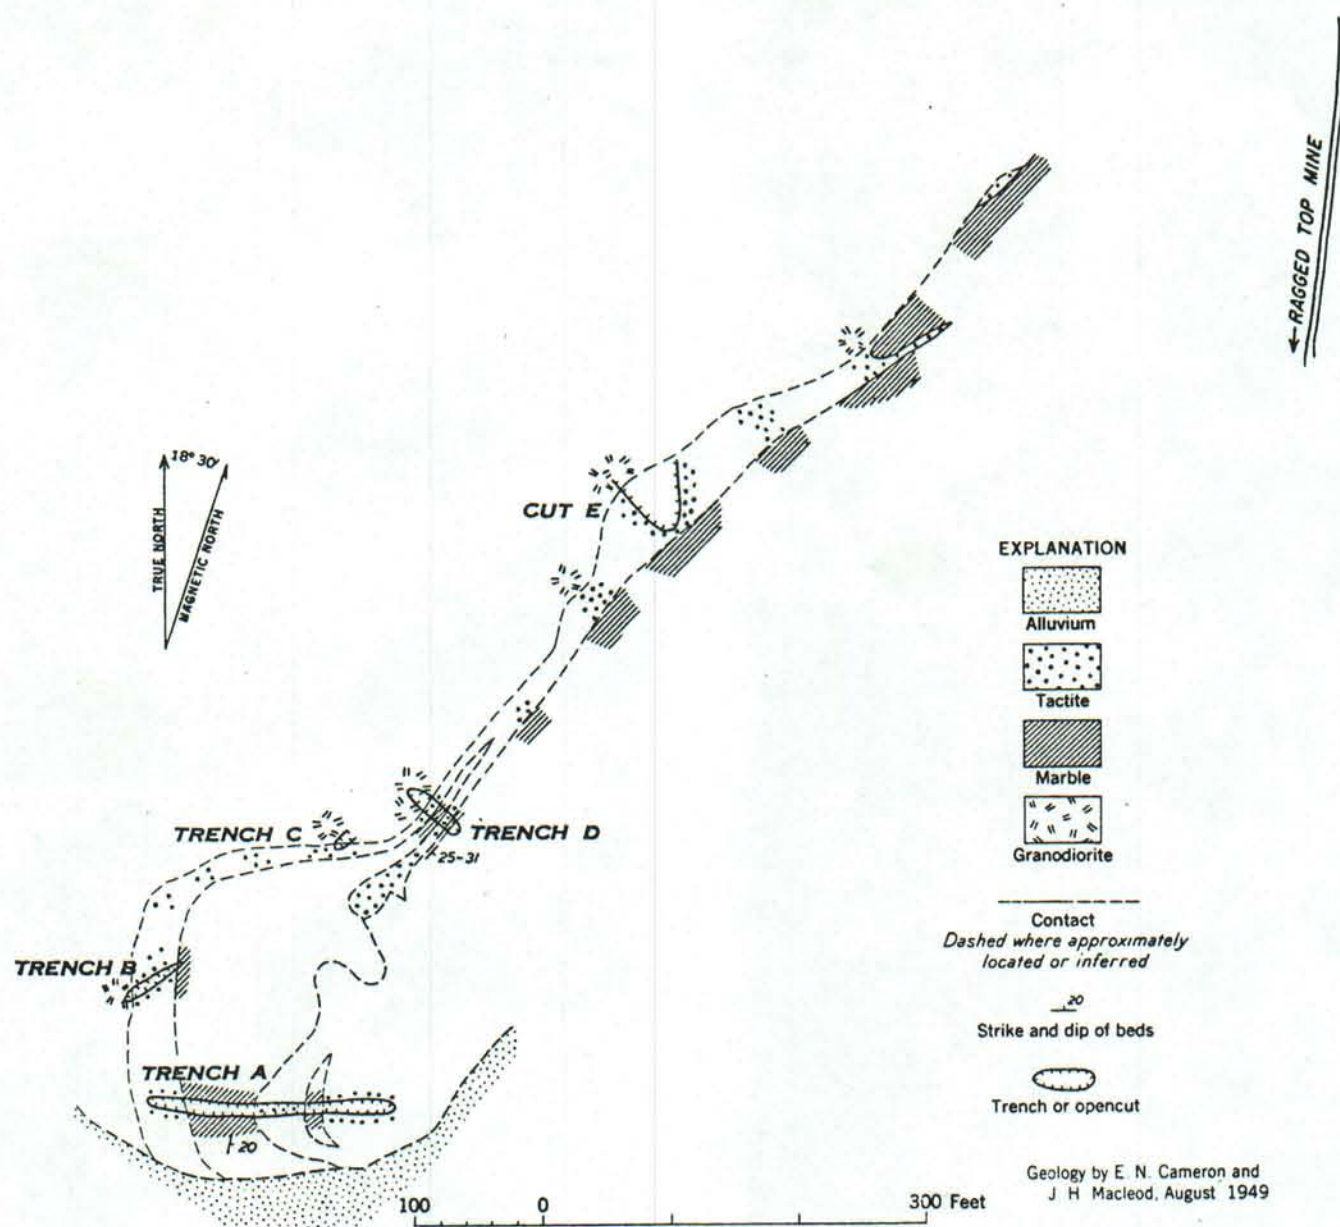 ←RAGGED TOP MINE
18° 30'
TRUE NORTH
MAGNETIC NORTH
CUT E
TRENCH C
TRENCH D
25-31
TRENCH B
TRENCH A
20
EXPLANATION
Alluvium
Tactite
Marble
Granodiorite
Contact
Dashed where approximately
located or inferred
20
Strike and dip of beds
Trench or opencut
Geology by E. N. Cameron and
J H Macleod, August 1949
100 0 300 Feet